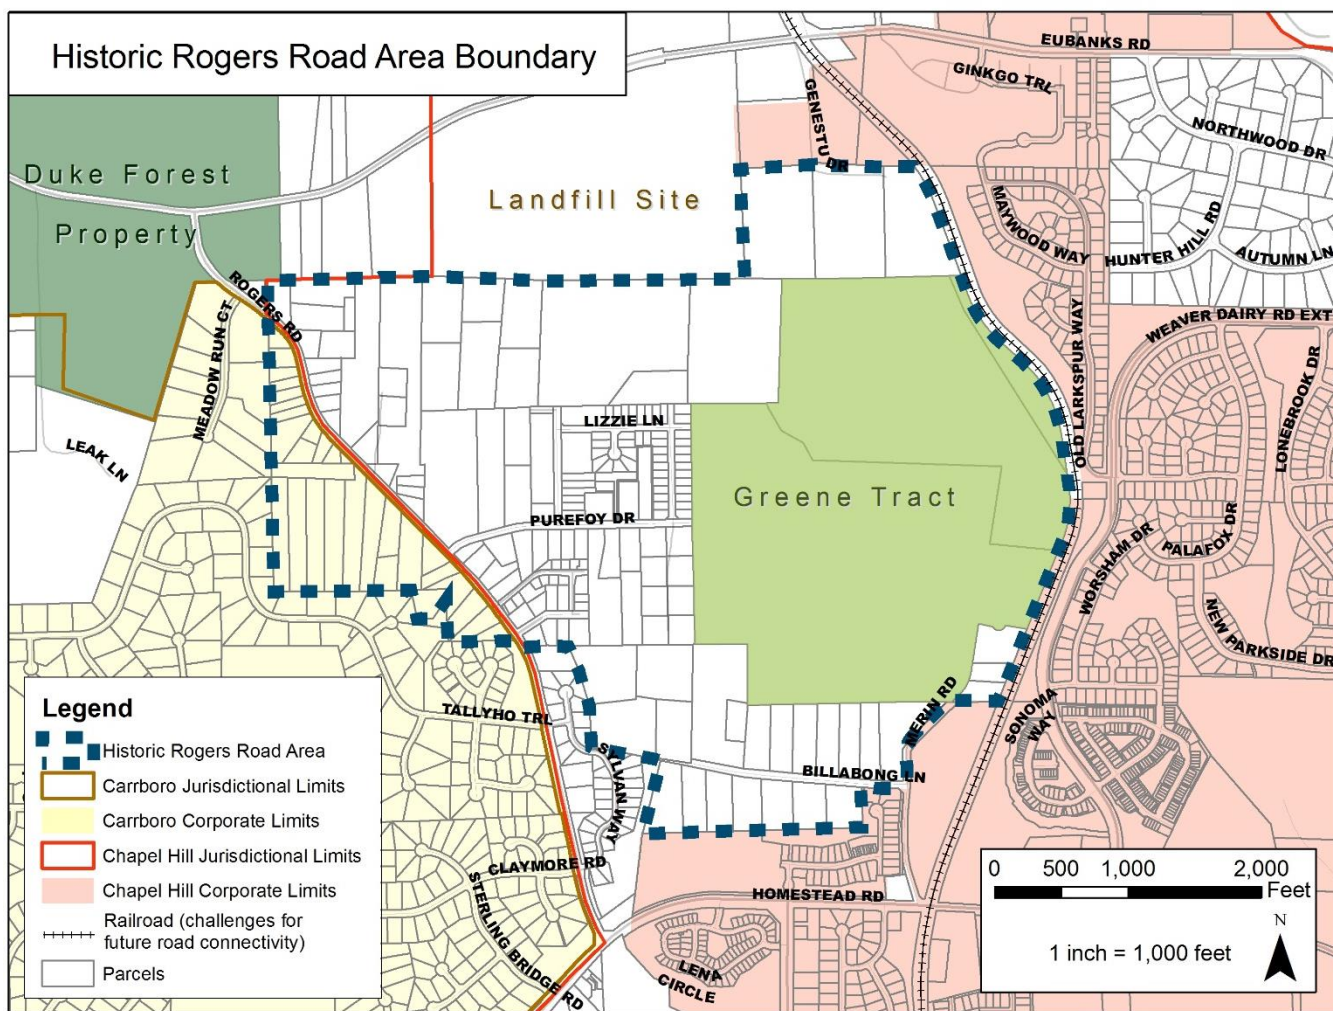 Historic Rogers Road Area Boundary
EUBANKS RD
GINKGO TRL
GENESTU DR
NORTHWOOD DR
Duke Forest
Property
Landfill Site
MAYWOOD WAY
HUNTER HILL RD
AUTUMN LN
ROGERS RD
MEADOW RUN CT
OLD LARKSPUR WAY
WEAVER DAIRY RD EXT
LONEBROOK DR
LEAK LN
LIZZIE LN
Greene Tract
PUREFOY DR
WORSHAM DR
PALAFOX DR
NEW PARKSIDE DR
MERIN RD
SONOMA
WAY
TALLYHO TRL
SYLVAN WAY
BILLABONG LN
CLAYMORE RD
STERLING BRIDGE RD
HOMESTEAD RD
LENA
CIRCLE
Legend
Historic Rogers Road Area
Carrboro Jurisdictional Limits
Carrboro Corporate Limits
Chapel Hill Jurisdictional Limits
Chapel Hill Corporate Limits
Railroad (challenges for
future road connectivity)
Parcels
0 500 1,000 2,000
Feet
N
1 inch = 1,000 feet